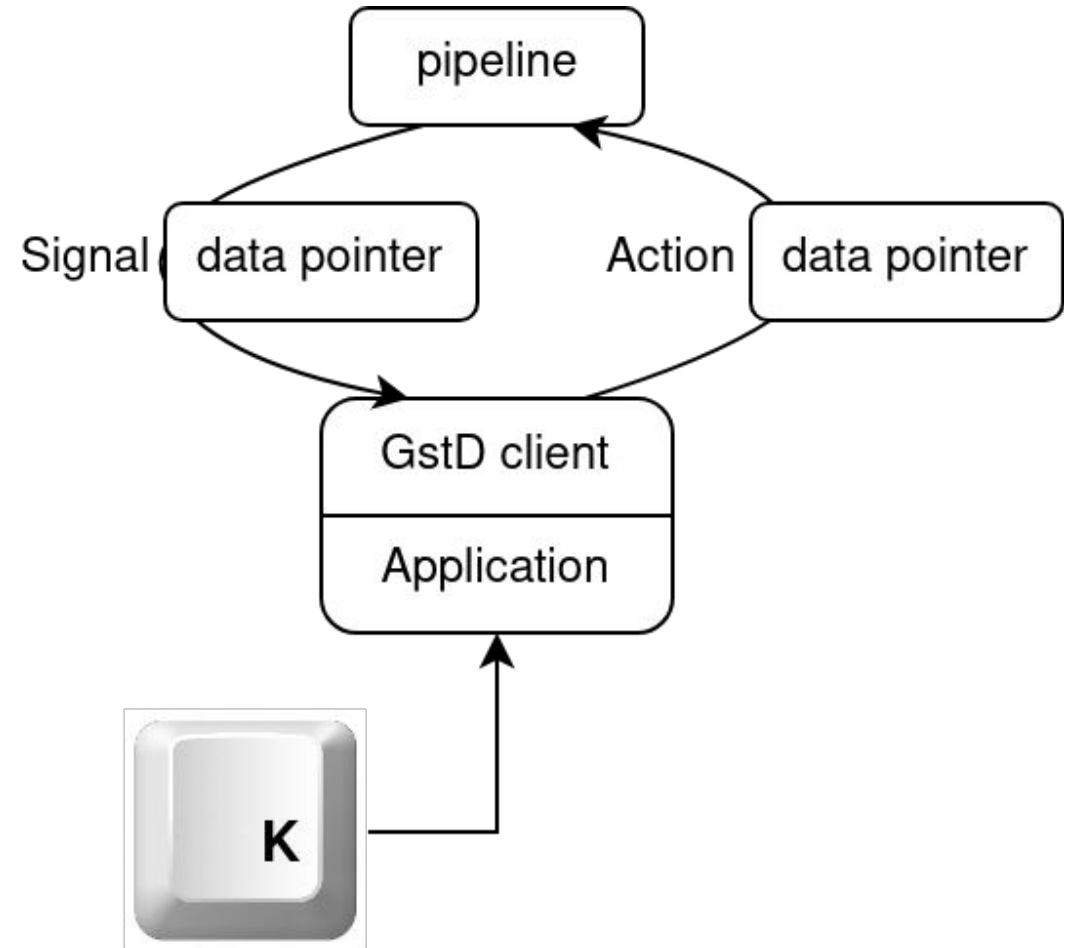 pipeline
Signal
data pointer
Action
data pointer
GstD client
Application
K